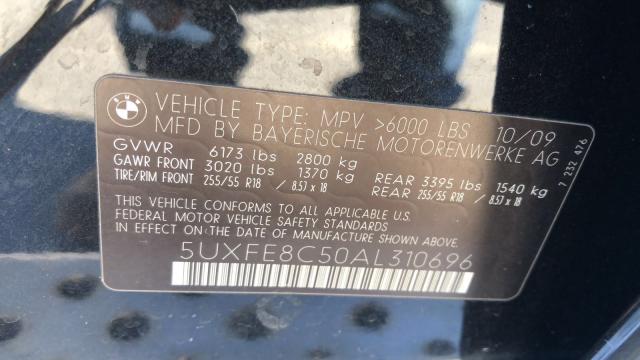 BMW
VEHICLE TYPE: MPV >6000 LBS 10/09
MFD BY BAYERISCHE MOTORENWERKE AG
GVWR 6173 lbs 2800 kg
GAWR FRONT 3020 lbs 1370 kg REAR 3395 lbs 1540 kg
TIRE/RIM FRONT 255/55 R18 / 8.57 x 18 REAR 255/55 R18 / 8.57 x 18
THIS VEHICLE CONFORMS TO ALL APPLICABLE U.S.
FEDERAL MOTOR VEHICLE SAFETY STANDARDS
IN EFFECT ON THE DATE OF MANUFACTURE SHOWN ABOVE.
5UXFE8C50AL310696
7 232 476